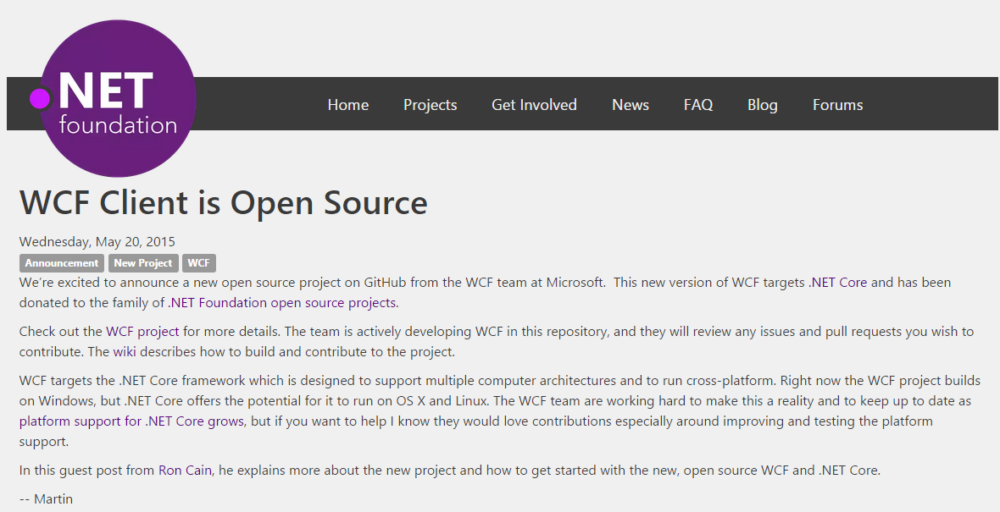 .NET
foundation
Home Projects Get Involved News FAQ Blog Forums
WCF Client is Open Source
Wednesday, May 20, 2015
Announcement New Project WCF
We're excited to announce a new open source project on GitHub from the WCF team at Microsoft.  This new version of WCF targets .NET Core and has been
donated to the family of .NET Foundation open source projects.
Check out the WCF project for more details. The team is actively developing WCF in this repository, and they will review any issues and pull requests you wish to
contribute. The wiki describes how to build and contribute to the project.
WCF targets the .NET Core framework which is designed to support multiple computer architectures and to run cross-platform. Right now the WCF project builds
on Windows, but .NET Core offers the potential for it to run on OS X and Linux. The WCF team are working hard to make this a reality and to keep up to date as
platform support for .NET Core grows, but if you want to help I know they would love contributions especially around improving and testing the platform
support.
In this guest post from Ron Cain, he explains more about the new project and how to get started with the new, open source WCF and .NET Core.
-- Martin